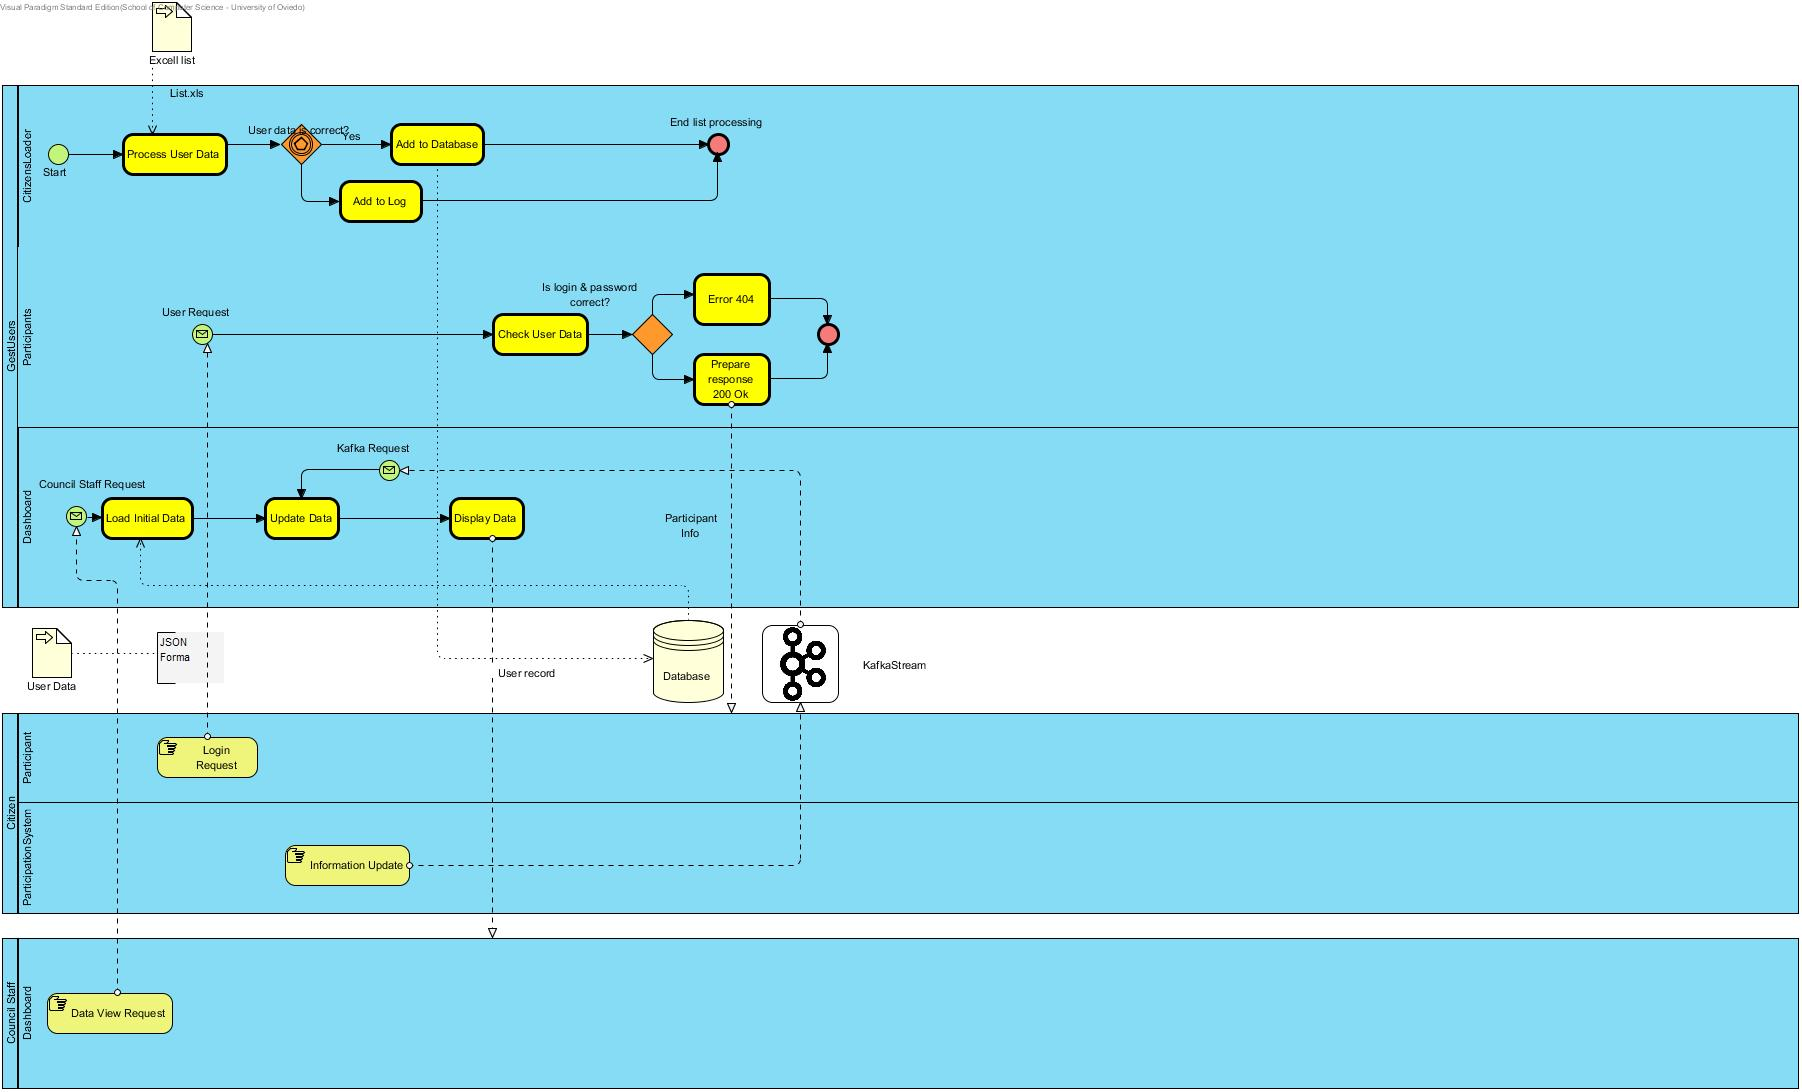 Visual Paradigm Standard Edition(School of Computer Science - University of Oviedo)
Excell list
List.xls
GestUsers
CitizensLoader
Start
Process User Data
User data is correct?
Yes
Add to Database
Add to Log
End list processing
Participants
User Request
Check User Data
Is login & password
correct?
Error 404
Prepare
response
200 Ok
Dashboard
Council Staff Request
Load Initial Data
Kafka Request
Update Data
Display Data
Participant
Info
User Data
JSON
Forma
User record
Database
KafkaStream
Citizen
Participant
Login
Request
ParticipationSystem
Information Update
Council Staff
Dashboard
Data View Request